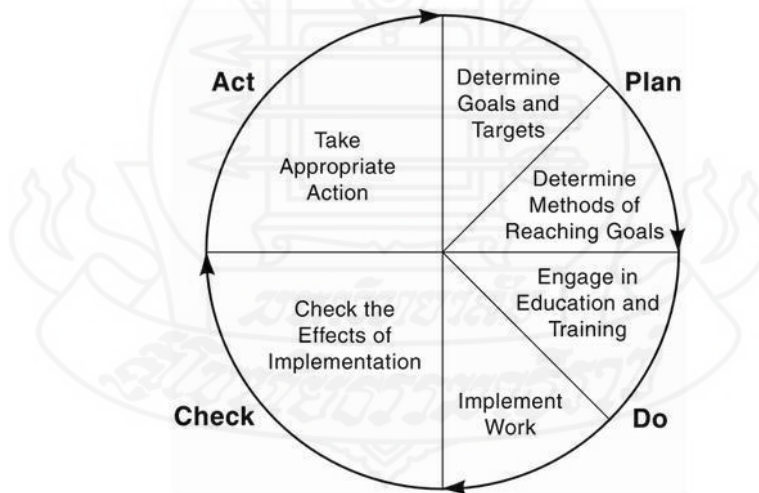 Act
Plan
Determine
Goals and
Targets
Take
Appropriate
Action
Determine
Methods of
Reaching Goals
Engage in
Education and
Training
Check the
Effects of
Implementation
Implement
Work
Check
Do